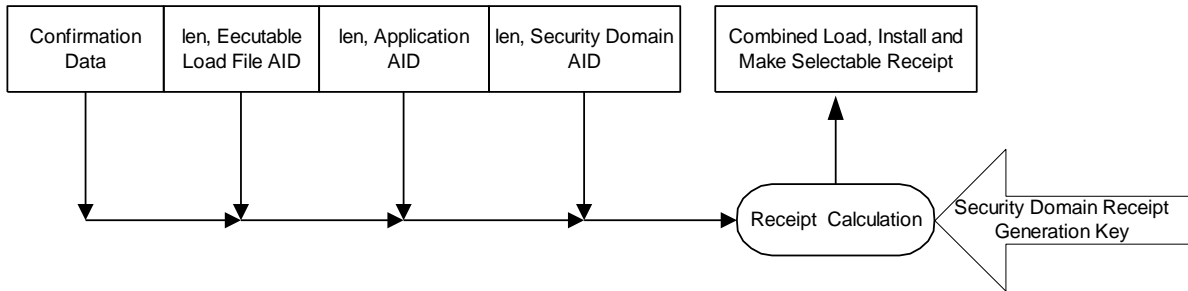 Confirmation
Data
len, Eecutable
Load File AID
len, Application
AID
len, Security Domain
AID
Combined Load, Install and
Make Selectable Receipt
Receipt Calculation
Security Domain Receipt
Generation Key